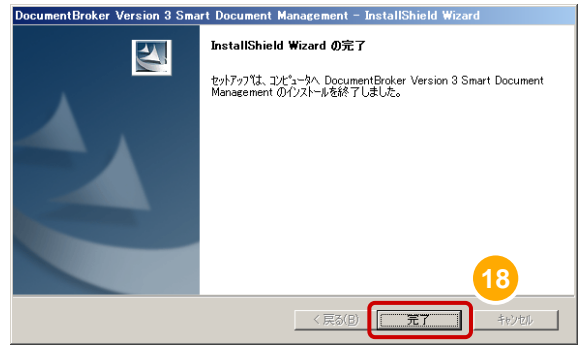 DocumentBroker Version 3 Smart Document Management - InstallShield Wizard
InstallShield Wizard の完了
セットアップは、コンピュータへ DocumentBroker Version 3 Smart Document
Management のインストールを終了しました。
18
< 戻る(B)
完了
キャンセル